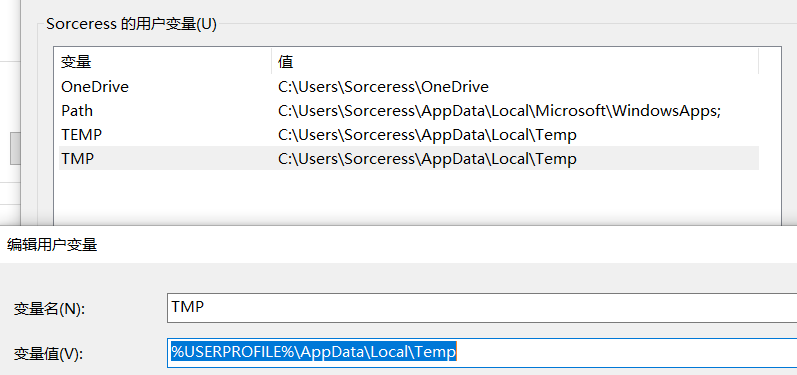 Sorceress 的用户变量(U)
变量 值
OneDrive C:\Users\Sorceress\OneDrive
Path C:\Users\Sorceress\AppData\Local\Microsoft\WindowsApps;
TEMP C:\Users\Sorceress\AppData\Local\Temp
TMP C:\Users\Sorceress\AppData\Local\Temp
编辑用户变量
变量名(N): TMP
变量值(V): %USERPROFILE%\AppData\Local\Temp